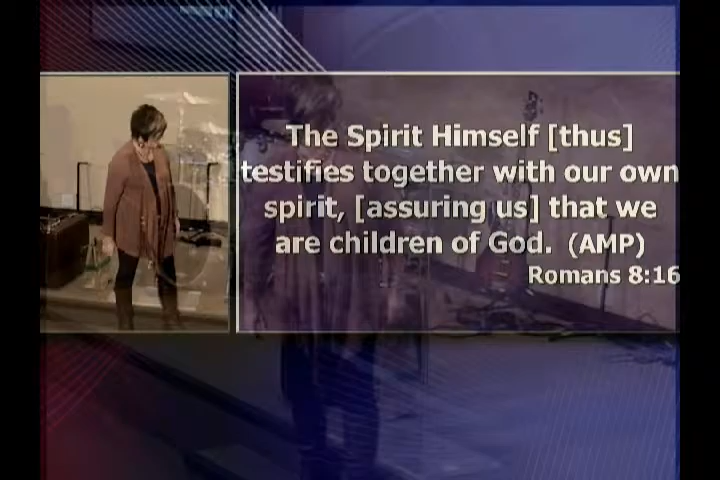 The Spirit Himself [thus]
testifies together with our own
spirit, [assuring us] that we
are children of God. (AMP)
Romans 8:16